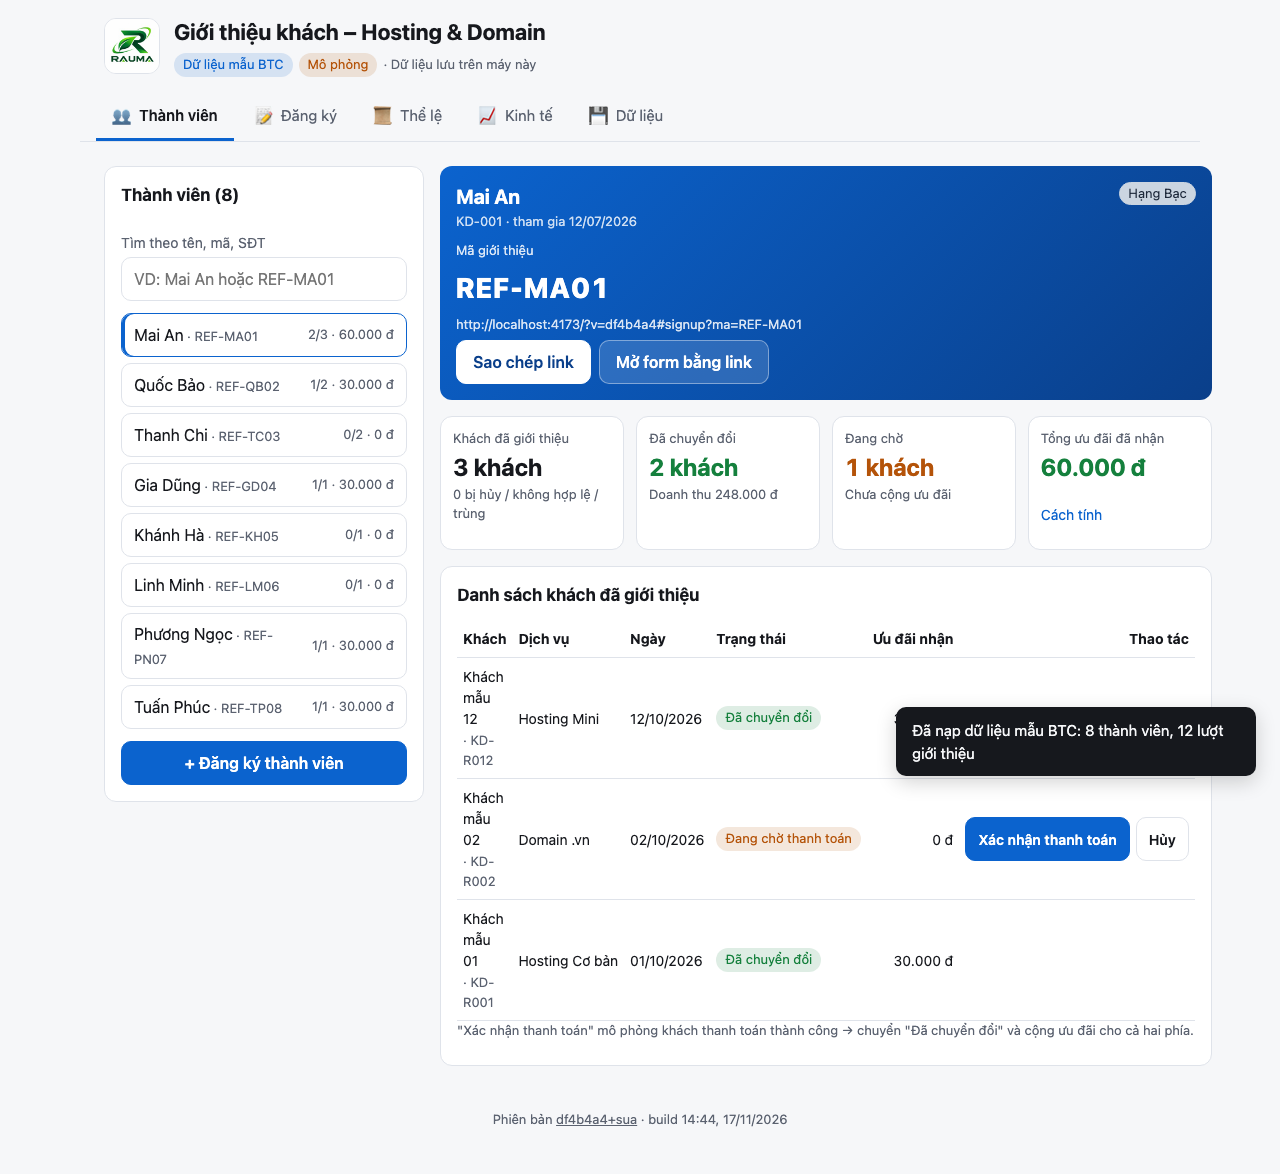 RAUMA
Giới thiệu khách – Hosting & Domain
Dữ liệu mẫu BTC
Mô phỏng
· Dữ liệu lưu trên máy này
Thành viên
Đăng ký
Thể lệ
Kinh tế
Dữ liệu
Thành viên (8)
Tìm theo tên, mã, SĐT
VD: Mai An hoặc REF-MA01
Mai An · REF-MA01 2/3 · 60.000 đ
Quốc Bảo · REF-QB02 1/2 · 30.000 đ
Thanh Chi · REF-TC03 0/2 · 0 đ
Gia Dũng · REF-GD04 1/1 · 30.000 đ
Khánh Hà · REF-KH05 0/1 · 0 đ
Linh Minh · REF-LM06 0/1 · 0 đ
Phương Ngọc · REF-
PN07
1/1 · 30.000 đ
Tuấn Phúc · REF-TP08 1/1 · 30.000 đ
+ Đăng ký thành viên
Mai An
Hạng Bạc
KD-001 · tham gia 12/07/2026
Mã giới thiệu
REF-MA01
http://localhost:4173/?v=df4b4a4#signup?ma=REF-MA01
Sao chép link
Mở form bằng link
Khách đã giới thiệu
3 khách
0 bị hủy / không hợp lệ /
trùng
Đã chuyển đổi
2 khách
Doanh thu 248.000 đ
Đang chờ
1 khách
Chưa cộng ưu đãi
Tổng ưu đãi đã nhận
60.000 đ
Cách tính
Danh sách khách đã giới thiệu
Khách Dịch vụ Ngày Trạng thái Ưu đãi nhận Thao tác
Khách
mẫu
12
· KD-
R012
Hosting Mini 12/10/2026 Đã chuyển đổi
Đã nạp dữ liệu mẫu BTC: 8 thành viên, 12 lượt
giới thiệu
Khách
mẫu
02
· KD-
R002
Domain .vn 02/10/2026 Đang chờ thanh toán 0 đ Xác nhận thanh toán Hủy
Khách
mẫu
01
· KD-
R001
Hosting Cơ bản 01/10/2026 Đã chuyển đổi 30.000 đ
"Xác nhận thanh toán" mô phỏng khách thanh toán thành công → chuyển "Đã chuyển đổi" và cộng ưu đãi cho cả hai phía.
Phiên bản df4b4a4+sua · build 14:44, 17/11/2026